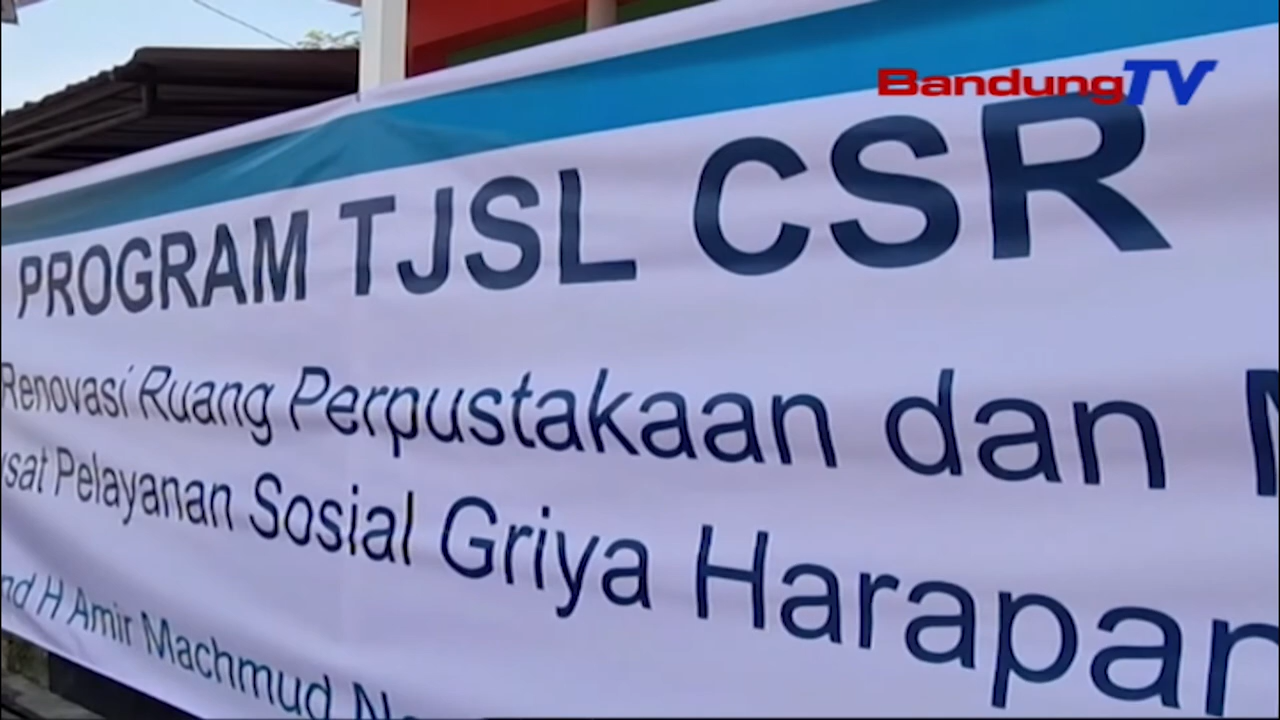 BandungTV
PROGRAM TJSL CSR
Renovasi Ruang Perpustakaan dan
Pelayanan Sosial Griya Harapan
H Amir Machmud